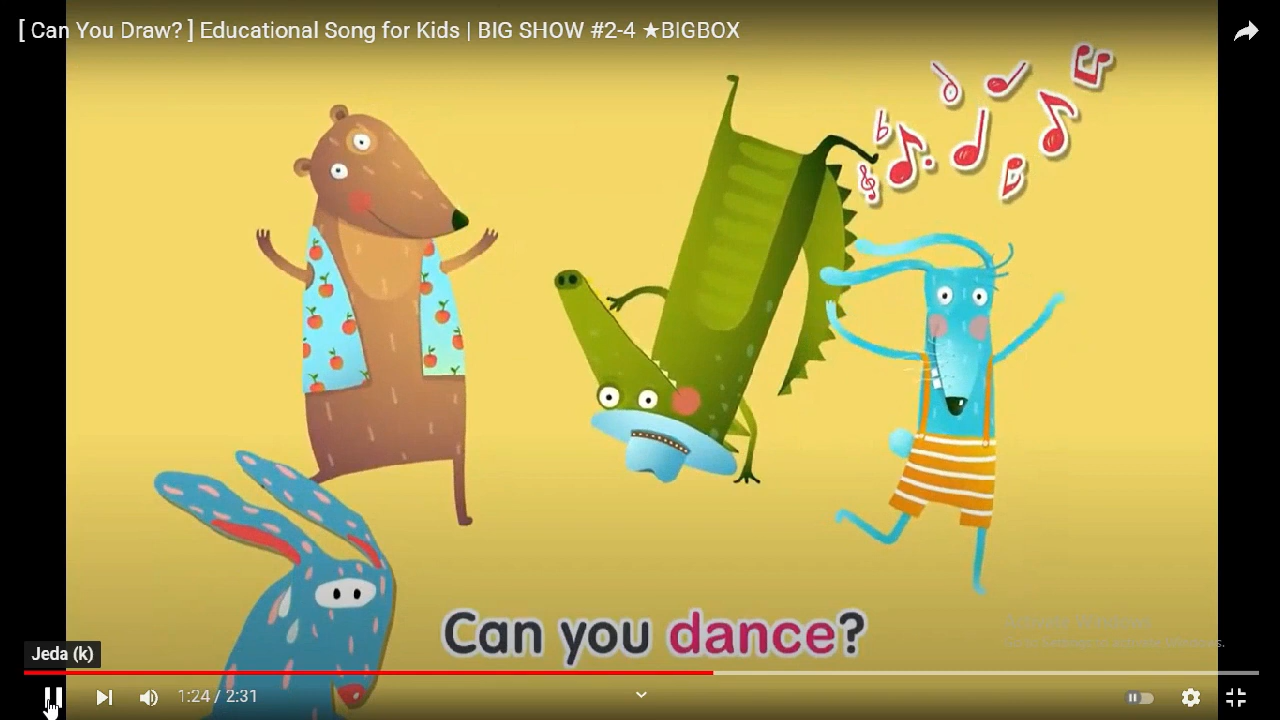 [ Can You Draw? ] Educational Song for Kids | BIG SHOW #2-4 ★BIGBOX
Can you dance?
Jeda (k)
1:24 / 2:31